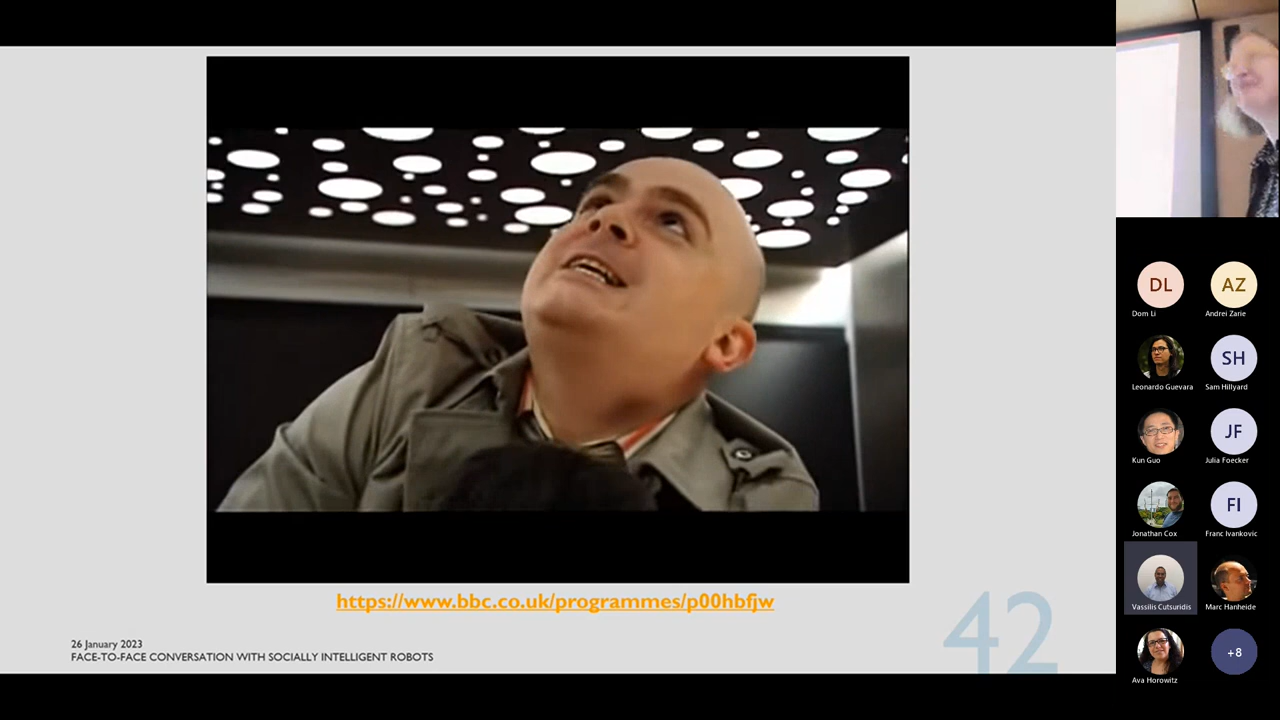 https://www.bbc.co.uk/programmes/p00hbfjw
26 January 2023
FACE-TO-FACE CONVERSATION WITH SOCIALLY INTELLIGENT ROBOTS
42
DL
Dom Li
AZ
Andrei Zarie
Leonardo Guevara
SH
Sam Hillyard
Kun Guo
JF
Julia Foecker
Jonathan Cox
FI
Franc Ivankovic
Vassilis Cutsuridis
Marc Hanheide
Ava Horowitz
+8